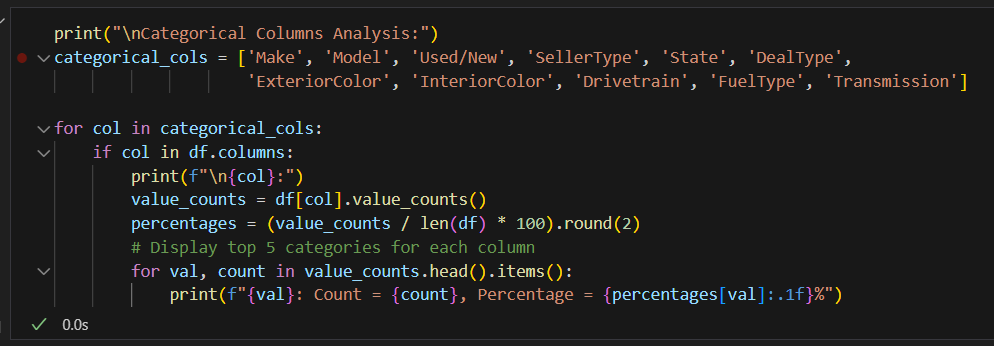 print("\nCategorical Columns Analysis:")
categorical_cols = ['Make', 'Model', 'Used/New', 'SellerType', 'State', 'DealType',
'ExteriorColor', 'InteriorColor', 'Drivetrain', 'FuelType', 'Transmission']
for col in categorical_cols:
if col in df.columns:
print(f"\n{col}:")
value_counts = df[col].value_counts()
percentages = (value_counts / len(df) * 100).round(2)
# Display top 5 categories for each column
for val, count in value_counts.head().items():
print(f"{val}: Count = {count}, Percentage = {percentages[val]:.1f}%")
0.0s